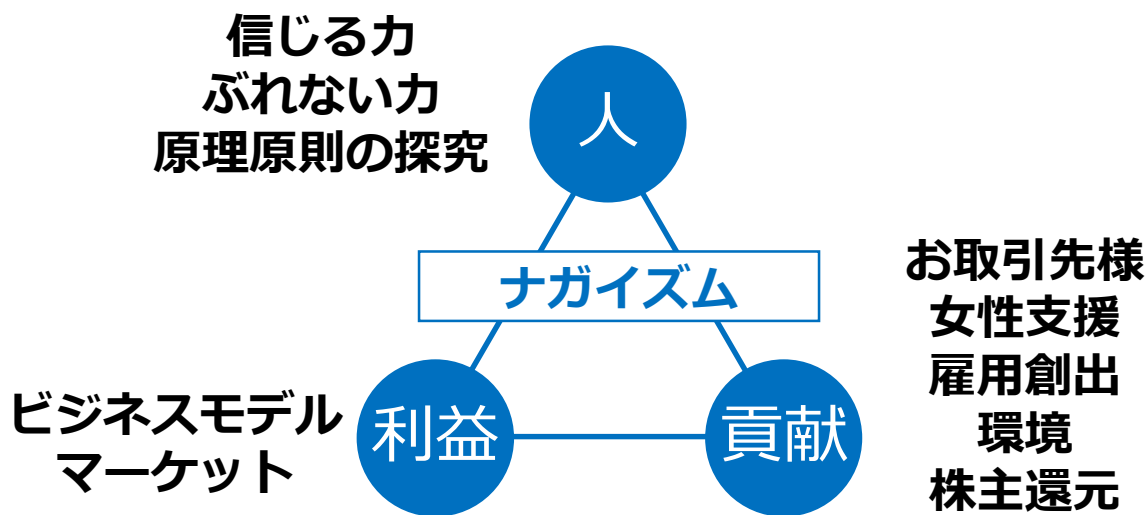 信じる力
ぶれない力
原理原則の探究
人
ナガイズム
お取引先様
女性支援
雇用創出
環境
株主還元
ビジネスモデル
マーケット
利益
貢献